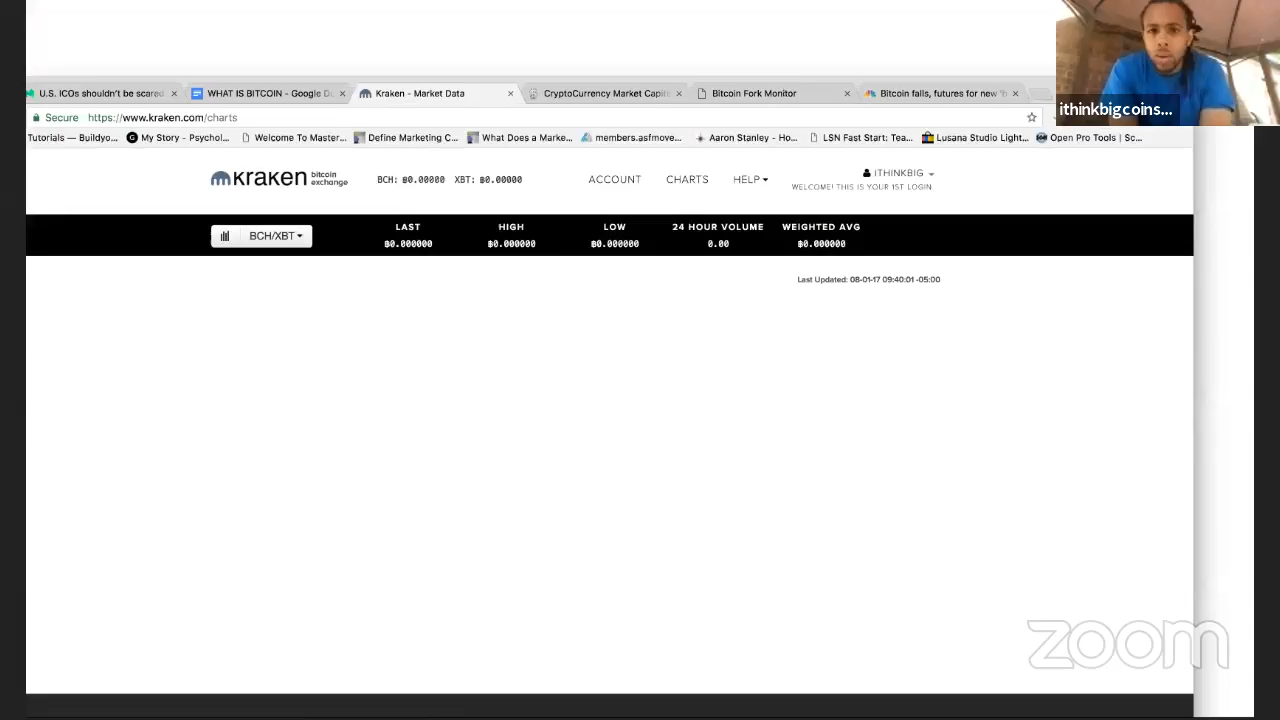 U.S. ICOs shouldn't be scared
WHAT IS BITCOIN - Google Do
Kraken - Market Data
CryptoCurrency Market Capit
Bitcoin Fork Monitor
Bitcoin falls, futures for new 'b
ithinkbigcoins...
Secure https://www.kraken.com/charts
Tutorials — Buildyo...
My Story - Psychol...
Welcome To Master...
Define Marketing C...
What Does a Marke...
members.asfmove...
Aaron Stanley - Ho...
LSN Fast Start: Tea...
Lusana Studio Light...
Open Pro Tools | Sc...
kraken bitcoin exchange
BCH: ฿0.00000 XBT: ฿0.00000
ACCOUNT CHARTS HELP
ITHINKBIG
WELCOME! THIS IS YOUR 1ST LOGIN.
BCH/XBT
LAST HIGH LOW 24 HOUR VOLUME WEIGHTED AVG
฿0.000000 ฿0.000000 ฿0.000000 0.00 ฿0.000000
Last Updated: 08-01-17 09:40:01 -05:00
zoom